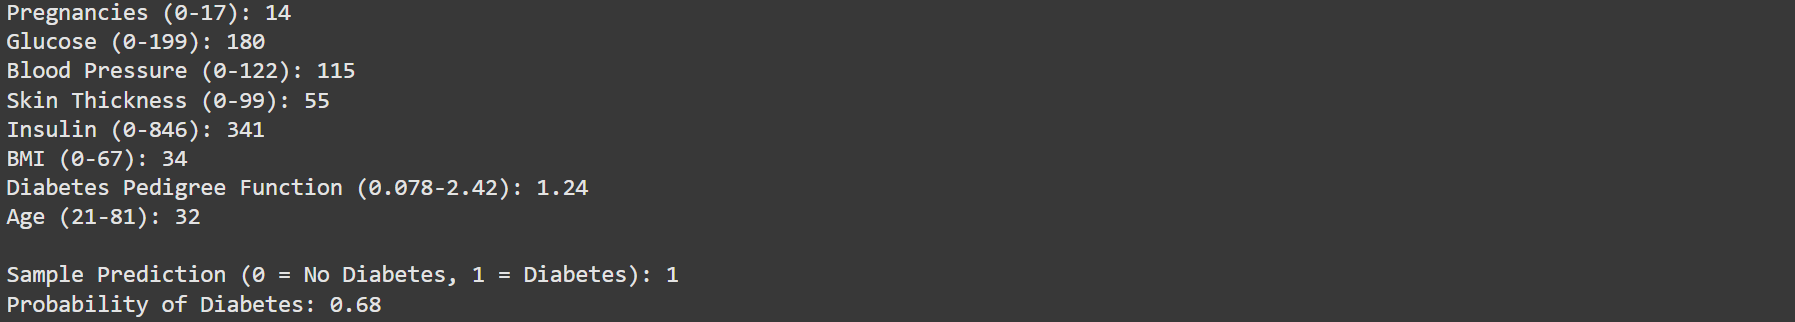 Pregnancies (0-17): 14
Glucose (0-199): 180
Blood Pressure (0-122): 115
Skin Thickness (0-99): 55
Insulin (0-846): 341
BMI (0-67): 34
Diabetes Pedigree Function (0.078-2.42): 1.24
Age (21-81): 32
Sample Prediction (0 = No Diabetes, 1 = Diabetes): 1
Probability of Diabetes: 0.68